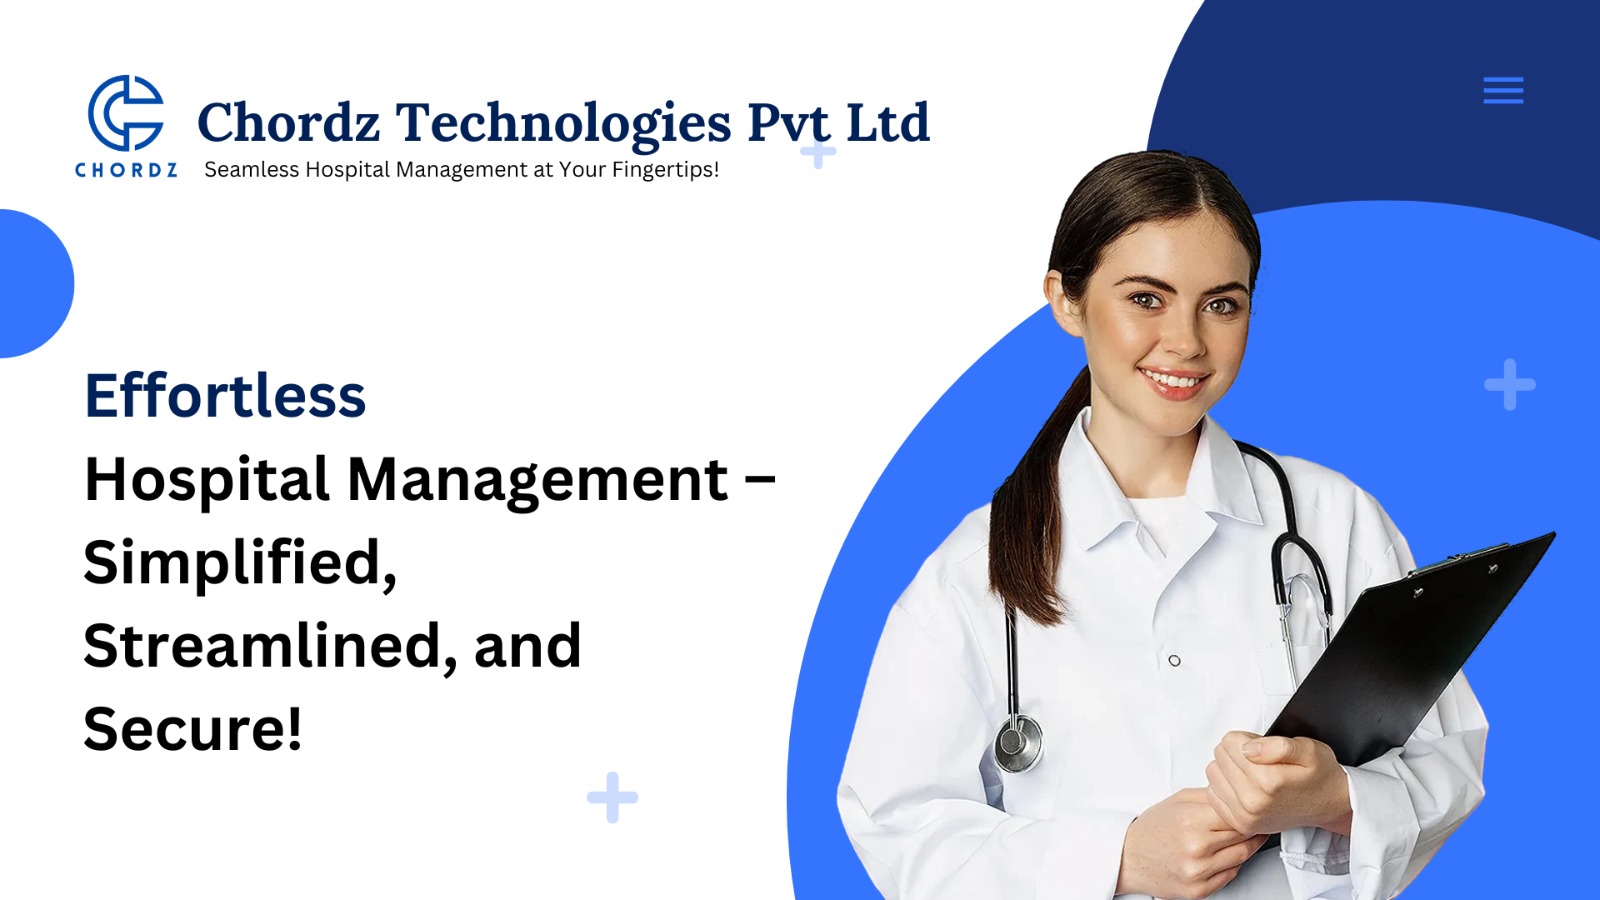 CHORDZ
Chordz Technologies Pvt Ltd
Seamless Hospital Management at Your Fingertips!
Effortless
Hospital Management –
Simplified,
Streamlined, and
Secure!